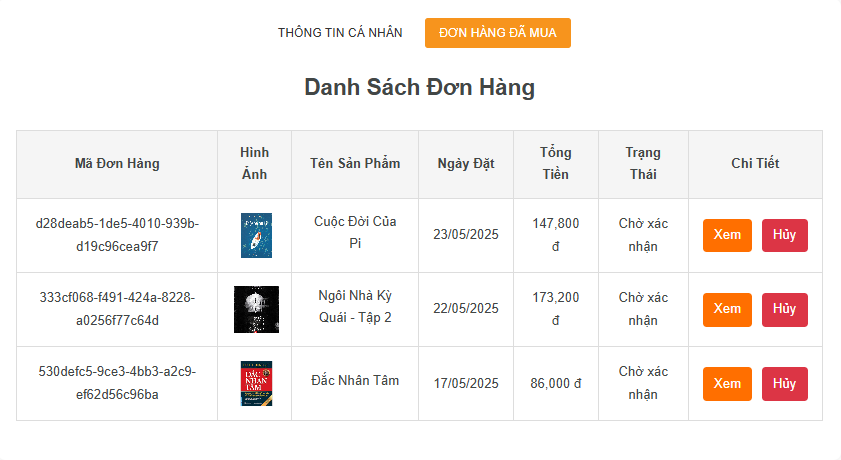 THÔNG TIN CÁ NHÂN
ĐƠN HÀNG ĐÃ MUA
Danh Sách Đơn Hàng
Mã Đơn Hàng
Hình
Ảnh
Tên Sản Phẩm
Ngày Đặt
Tổng
Tiền
Trạng
Thái
Chi Tiết
d28deab5-1de5-4010-939b-
d19c96cea9f7
Cuộc Đời Của
Pi
23/05/2025
147,800
đ
Chờ xác
nhận
Xem
Hủy
333cf068-f491-424a-8228-
a0256f77c64d
Ngôi Nhà Kỳ
Quái - Tập 2
22/05/2025
173,200
đ
Chờ xác
nhận
Xem
Hủy
530defc5-9ce3-4bb3-a2c9-
ef62d56c96ba
ĐẮC
NHÂN
TÂM
Đắc Nhân Tâm
17/05/2025
86,000 đ
Chờ xác
nhận
Xem
Hủy